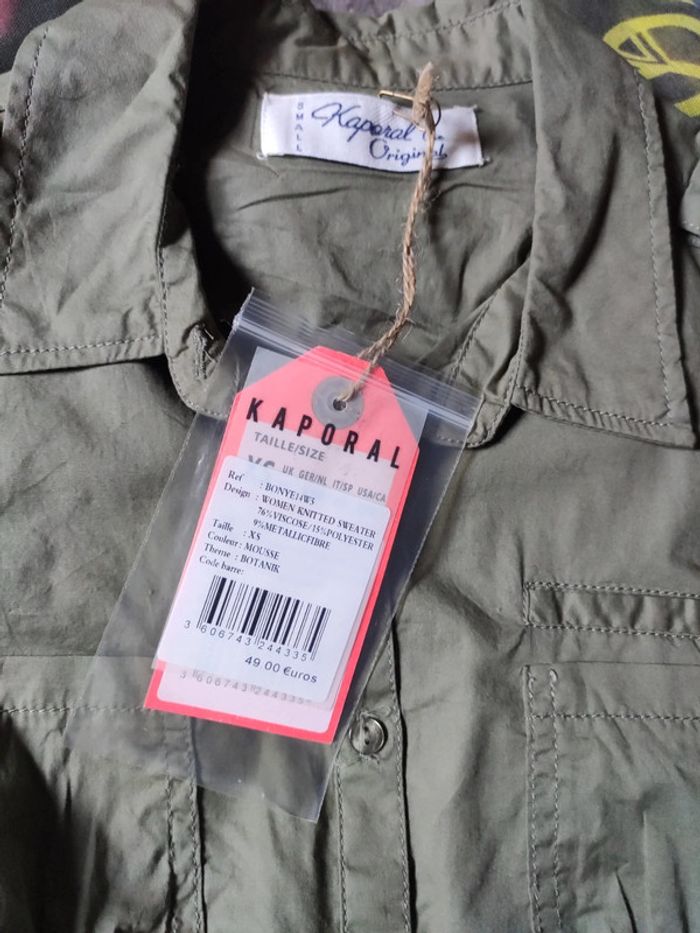 SMALL
Kaporal
Original
KAPORAL
TAILLE/SIZE
UK GER/NL IT/SP USA/CA
Ref : BONYE14W3
Design : WOMEN KNITTED SWEATER
76%VISCOSE/15%POLYESTER
9%METALLICFIBRE
Taille : XS
Couleur: MOUSSE
Theme : BOTANIK
Code barre:
3 606743 244335
49.00 €uros
3 606743 244335